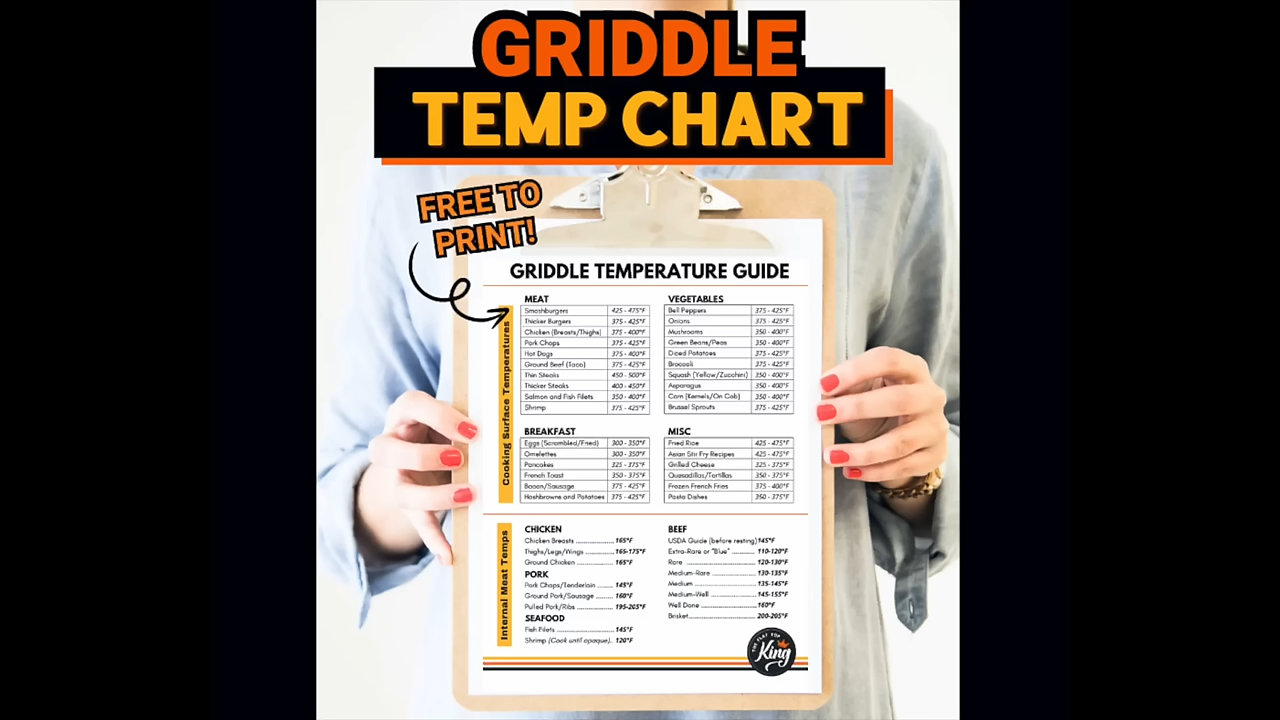 GRIDDLE
TEMP CHART
FREE TO
PRINT!
GRIDDLE TEMPERATURE GUIDE
Cooking Surface Temperatures
MEAT
Smashburgers 425 - 475°F
Thicker Burgers 375 - 425°F
Chicken (Breasts/Thighs) 375 - 400°F
Pork Chops 375 - 425°F
Hot Dogs 375 - 400°F
Ground Beef (Taco) 375 - 425°F
Thin Steaks 450 - 500°F
Thicker Steaks 400 - 450°F
Salmon and Fish Filets 350 - 400°F
Shrimp 375 - 425°F
VEGETABLES
Bell Peppers 375 - 425°F
Onions 375 - 425°F
Mushrooms 350 - 400°F
Green Beans/Peas 350 - 400°F
Diced Potatoes 375 - 425°F
Broccoli 375 - 425°F
Squash (Yellow/Zucchini) 350 - 400°F
Asparagus 350 - 400°F
Corn (Kernels/On Cob) 350 - 400°F
Brussel Sprouts 375 - 425°F
BREAKFAST
Eggs (Scrambled/Fried) 300 - 350°F
Omelettes 300 - 350°F
Pancakes 325 - 375°F
French Toast 350 - 375°F
Bacon/Sausage 375 - 425°F
Hashbrowns and Potatoes 375 - 425°F
MISC
Fried Rice 425 - 475°F
Asian Stir Fry Recipes 425 - 475°F
Grilled Cheese 325 - 375°F
Quesadillas/Tortillas 350 - 375°F
Frozen French Fries 375 - 400°F
Pasta Dishes 350 - 375°F
Internal Meat Temps
CHICKEN
Chicken Breasts ............... 165°F
Thighs/Legs/Wings ............ 165-175°F
Ground Chicken ............... 165°F
PORK
Pork Chops/Tenderloin ...... 145°F
Ground Pork/Sausage ....... 160°F
Pulled Pork/Ribs ............. 195-205°F
SEAFOOD
Fish Filets ..................... 145°F
Shrimp (Cook until opaque).. 120°F
BEEF
USDA Guide (before resting)145°F
Extra-Rare or "Blue" ......... 110-120°F
Rare ........................... 120-130°F
Medium-Rare ................. 130-135°F
Medium ....................... 135-145°F
Medium-Well ................. 145-155°F
Well Done ..................... 160°F
Brisket......................... 200-205°F
THE FLAT TOP
King